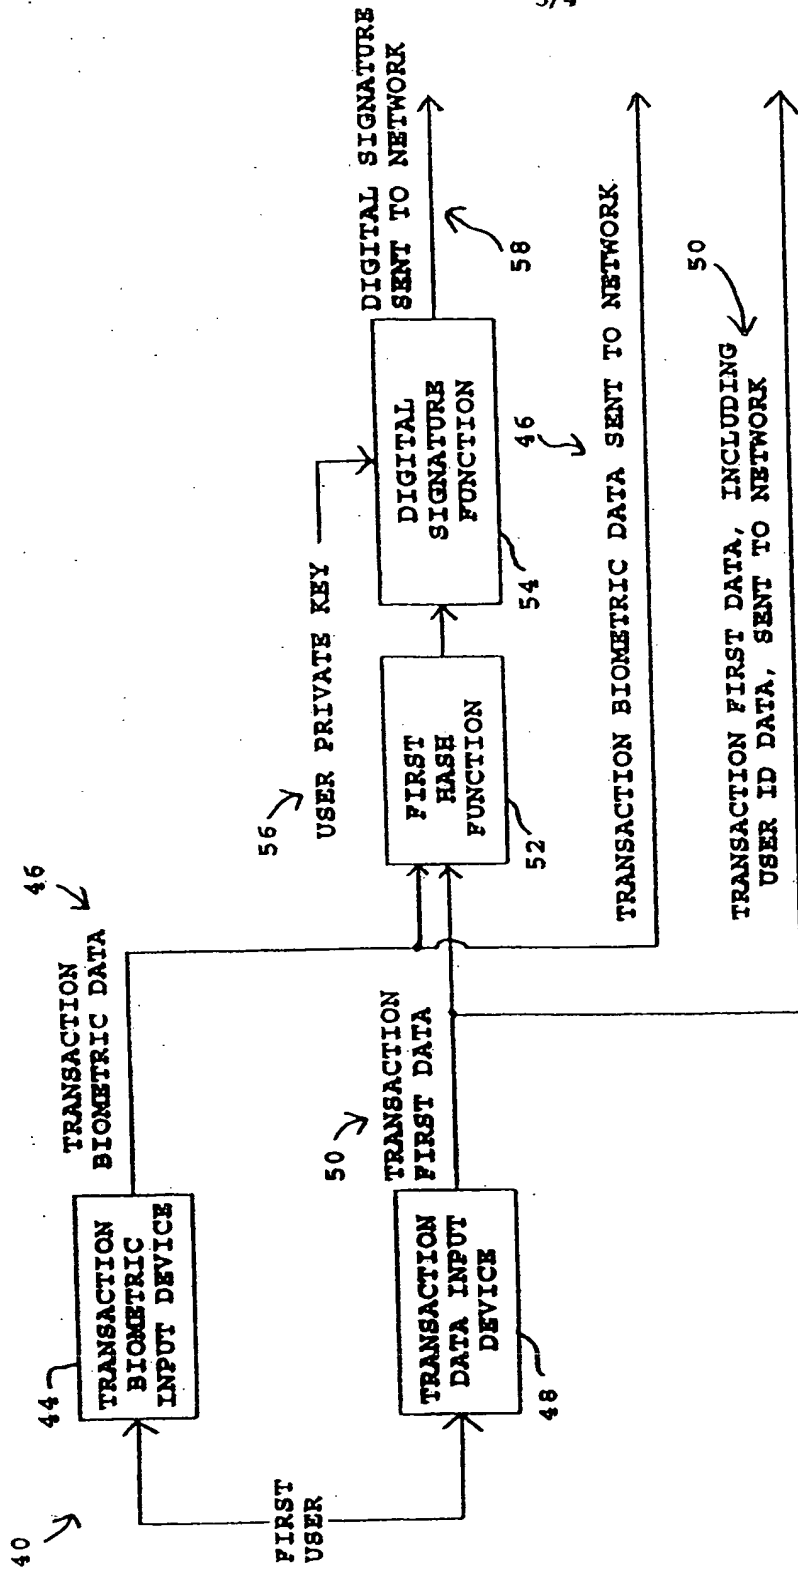 40
FIRST
USER
44
TRANSACTION
BIOMETRIC
INPUT DEVICE
TRANSACTION
BIOMETRIC DATA
46
TRANSACTION
DATA INPUT
DEVICE
48
50
TRANSACTION
FIRST DATA
56
USER PRIVATE KEY
FIRST
HASH
FUNCTION
52
DIGITAL
SIGNATURE
FUNCTION
54
DIGITAL SIGNATURE
SENT TO NETWORK
58
46
TRANSACTION BIOMETRIC DATA SENT TO NETWORK
50
TRANSACTION FIRST DATA, INCLUDING
USER ID DATA, SENT TO NETWORK